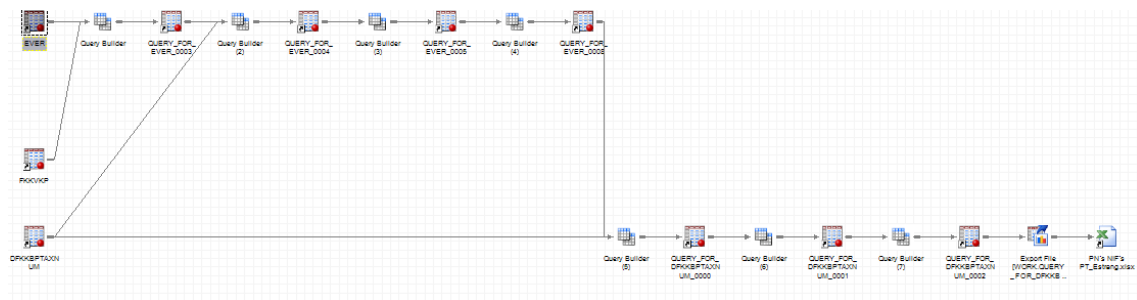 EVER
Query Builder
QUERY_FOR_
EVER_0003
Query Builder
(2)
QUERY_FOR_
EVER_0004
Query Builder
(3)
QUERY_FOR_
EVER_0005
Query Builder
(4)
QUERY_FOR_
EVER_0008
FKKVKP
DFKKBPTAXN
UM
Query Builder
(5)
QUERY_FOR_
DFKKBPTAXN
UM_0000
Query Builder
(6)
QUERY_FOR_
DFKKBPTAXN
UM_0001
Query Builder
(7)
QUERY_FOR_
DFKKBPTAXN
UM_0002
Export File
[WORK.QUERY
_FOR_DFKKB ...
PN's NIF's
PT_Estrang.xlsx